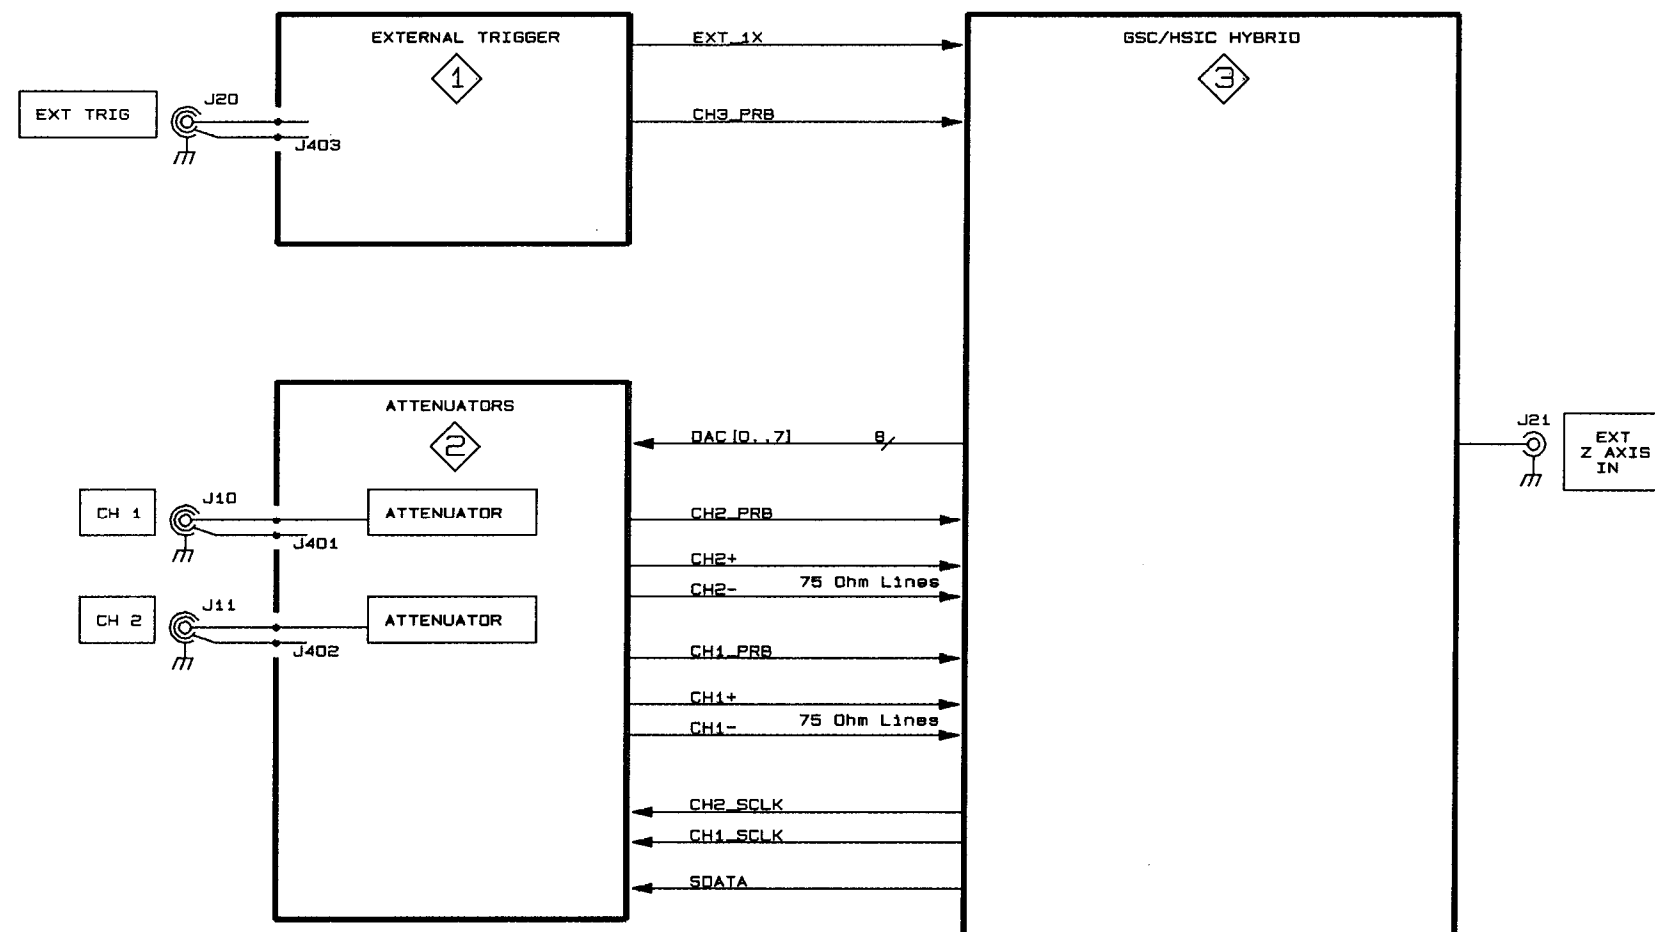 EXTERNAL TRIGGER
1
EXT TRIG
J20
J403
EXT_1X
CH3_PRB
GSC/HSIC HYBRID
3
ATTENUATORS
2
CH 1
J10
J401
ATTENUATOR
CH 2
J11
J402
ATTENUATOR
DAC[0..7] 8
CH2_PRB
CH2+
75 Ohm Lines
CH2-
CH1_PRB
CH1+
75 Ohm Lines
CH1-
CH2_SCLK
CH1_SCLK
SDATA
J21
EXT
Z AXIS
IN